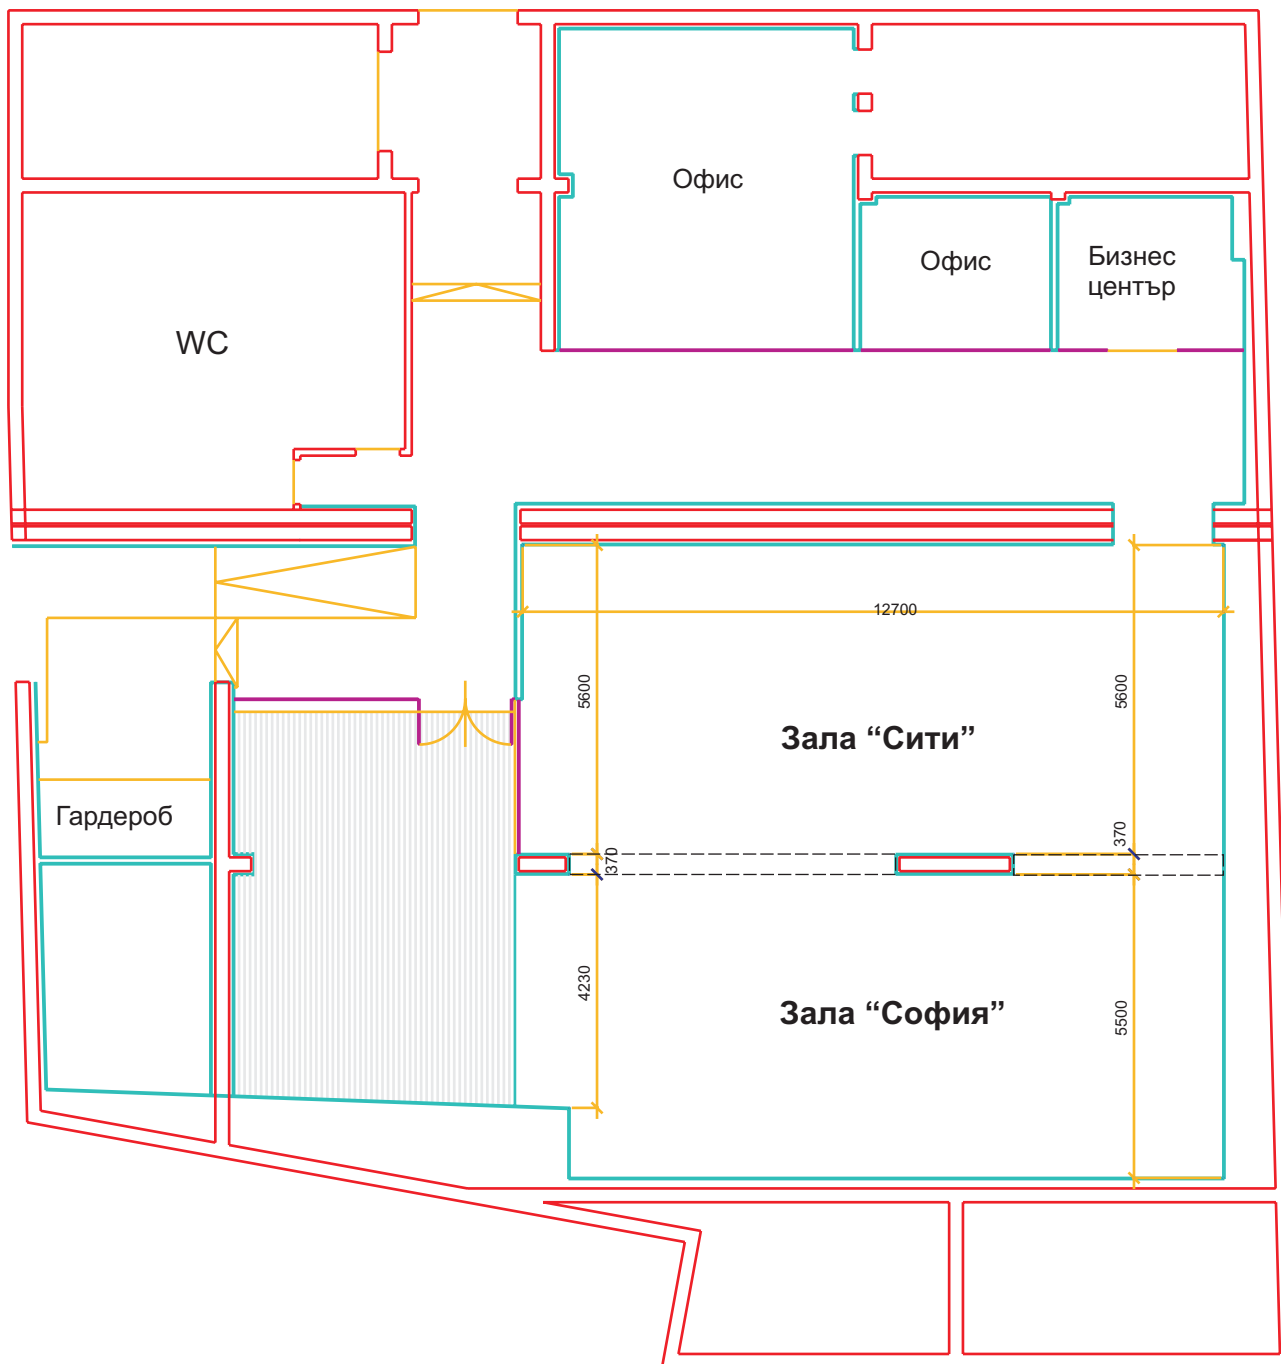 Офис
Офис
Бизнес
център
WC
12700
5600
5600
Зала “Сити”
Гардероб
370
370
4230
5500
Зала “София”